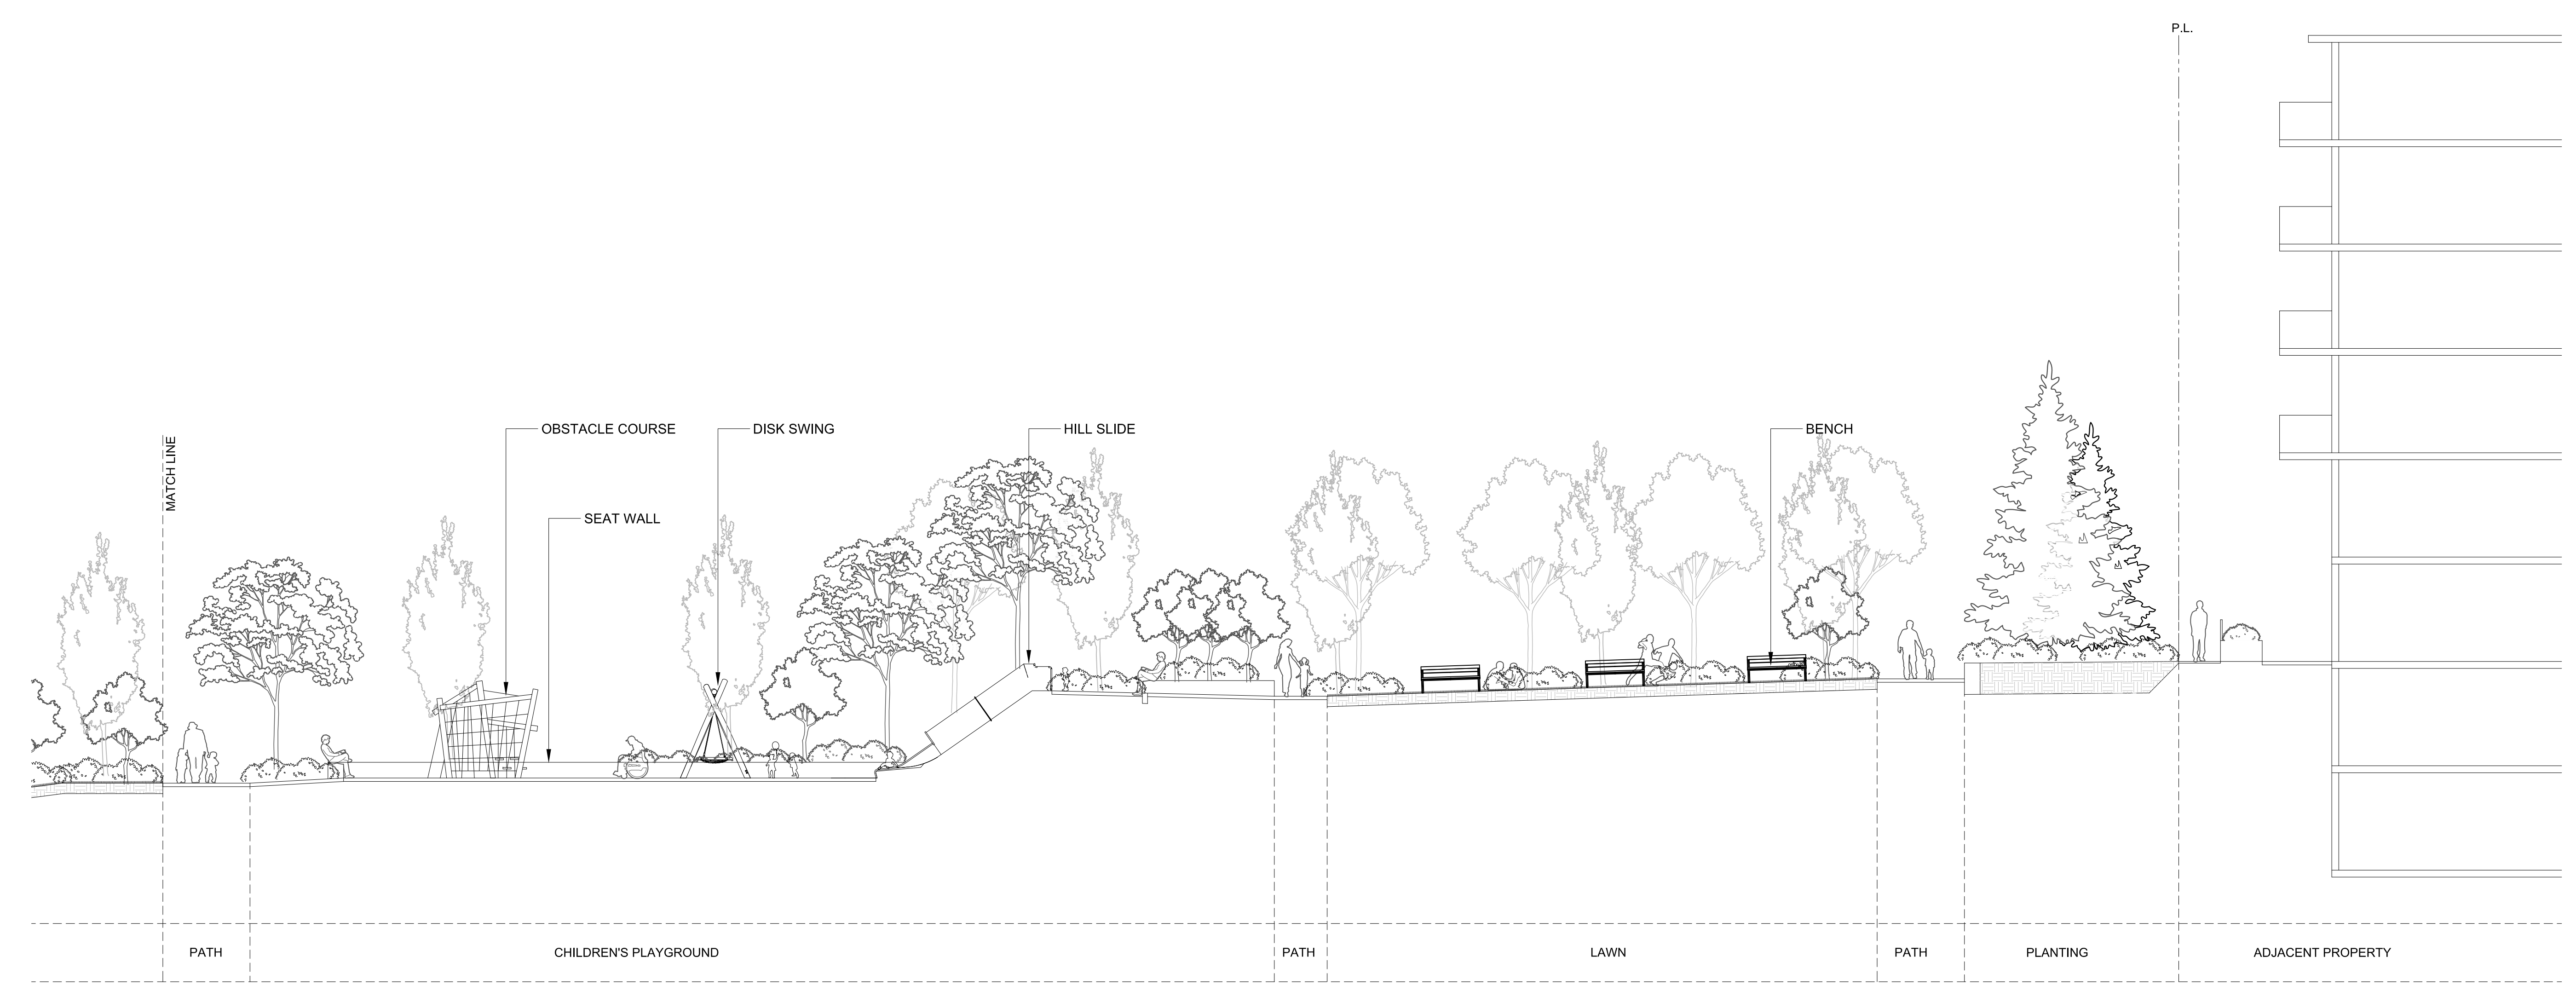 P.L.
MATCH LINE
OBSTACLE COURSE
DISK SWING
HILL SLIDE
BENCH
SEAT WALL
PATH
CHILDREN'S PLAYGROUND
PATH
LAWN
PATH
PLANTING
ADJACENT PROPERTY